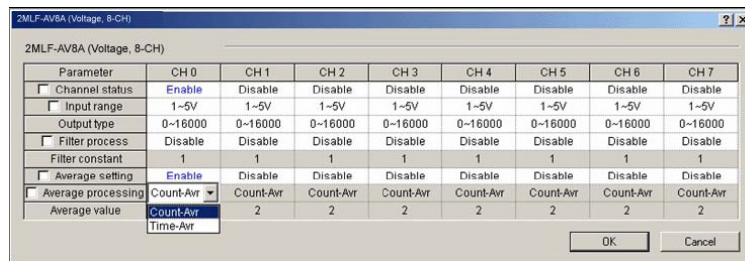 2MLF-AV8A (Voltage, 8-CH)
2MLF-AV8A (Voltage, 8-CH)
Parameter CH 0 CH 1 CH 2 CH 3 CH 4 CH 5 CH 6 CH 7
Channel status Enable Disable Disable Disable Disable Disable Disable Disable
Input range 1~5V 1~5V 1~5V 1~5V 1~5V 1~5V 1~5V 1~5V
Output type 0~16000 0~16000 0~16000 0~16000 0~16000 0~16000 0~16000 0~16000
Filter process Disable Disable Disable Disable Disable Disable Disable Disable
Filter constant 1 1 1 1 1 1 1 1
Average setting Enable Disable Disable Disable Disable Disable Disable Disable
Average processing Count-Avr Count-Avr Count-Avr Count-Avr Count-Avr Count-Avr Count-Avr Count-Avr
Average value Count-Avr 2 2 2 2 2 2 2
Time-Avr
OK Cancel